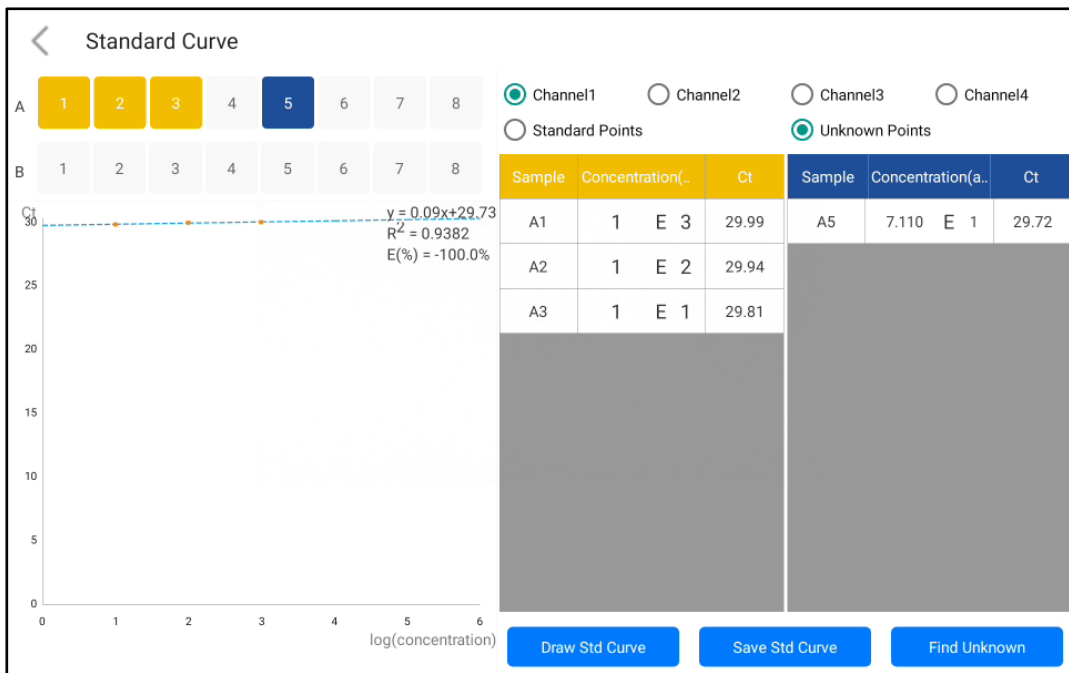 Standard Curve
A 1 2 3 4 5 6 7 8
B 1 2 3 4 5 6 7 8
Channel1 Channel2 Channel3 Channel4
Standard Points Unknown Points
Ct
y = 0.09x+29.73
R2 = 0.9382
E(%) = -100.0%
30
25
20
15
10
5
0
0 1 2 3 4 5 6
log(concentration)
Sample Concentration(.. Ct
A1 1 E 3 29.99
A2 1 E 2 29.94
A3 1 E 1 29.81
Sample Concentration(a.. Ct
A5 7.110 E 1 29.72
Draw Std Curve Save Std Curve Find Unknown